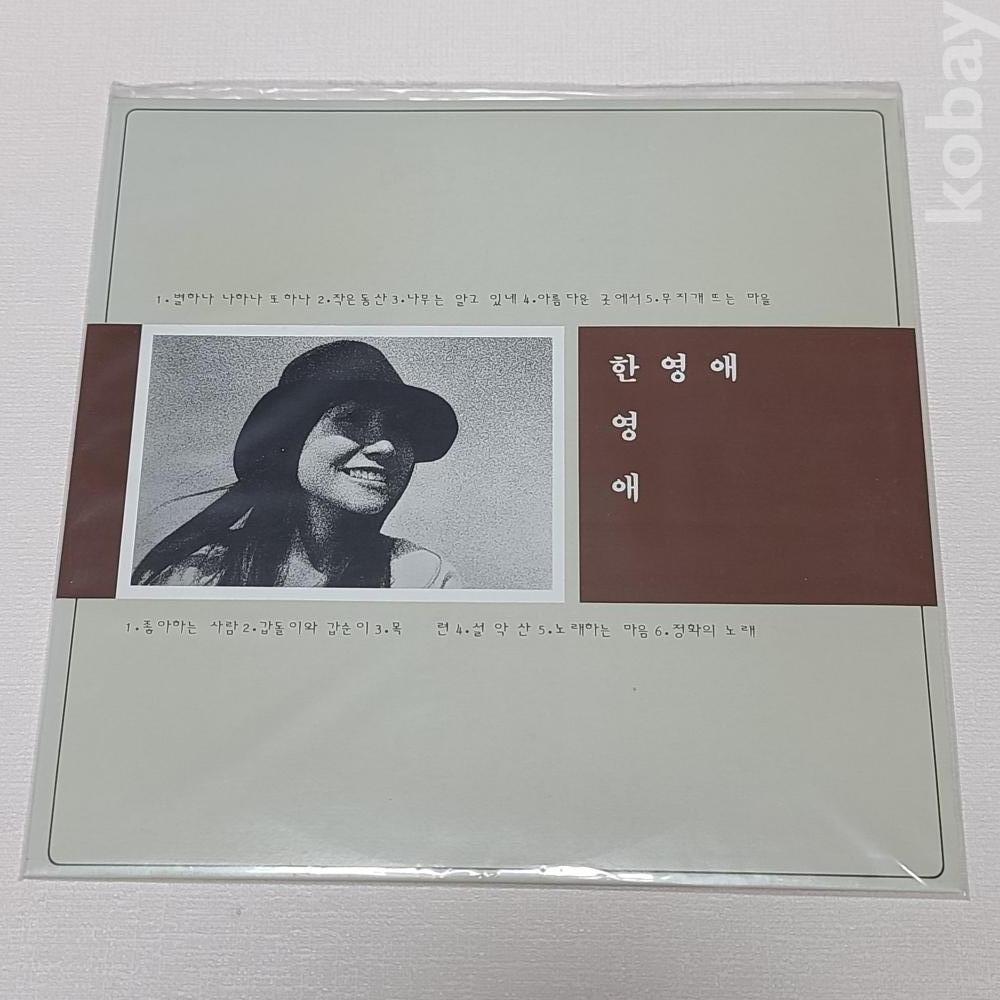 kobay
1.별하나 나하나 또하나 2.작은동산 3.나무는 알고 있네 4.아름다운 곳에서 5.무지개 뜨는 마을
한영애
영
애
1.좋아하는 사람 2.갑돌이와 갑순이 3.목 련 4.설 악 산 5.노래하는 마음 6.정화의 노래